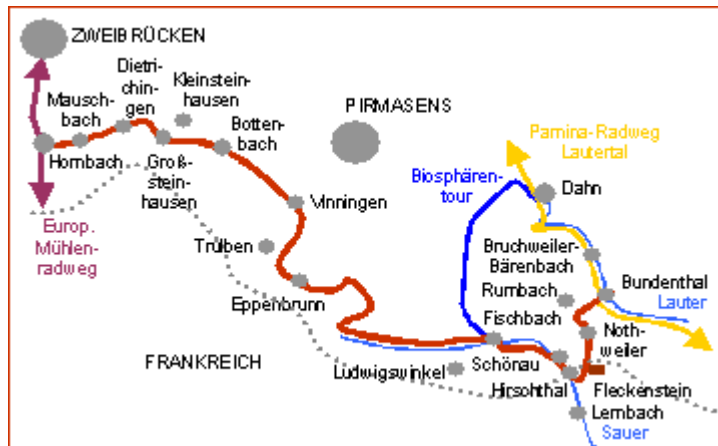 ZWEIBRÜCKEN
Dietri-
chin-
gen
Kleinstein-
hausen
Mausch-
bach
Hornbach
Groß-
stein-
hausen
Botten-
bach
PIRMASENS
Pamina-Radweg
Lautertal
Biosphären-
tour
Dahn
Vinningen
Europ.
Mühlen-
radweg
Trulben
Eppenbrunn
Bruchweiler-
Bärenbach
Rumbach
Bundenthal
Lauter
Fischbach
Noth-
weiler
FRANKREICH
Ludwigswinkel
Schönau
Hirschthal
Fleckenstein
Lembach
Sauer